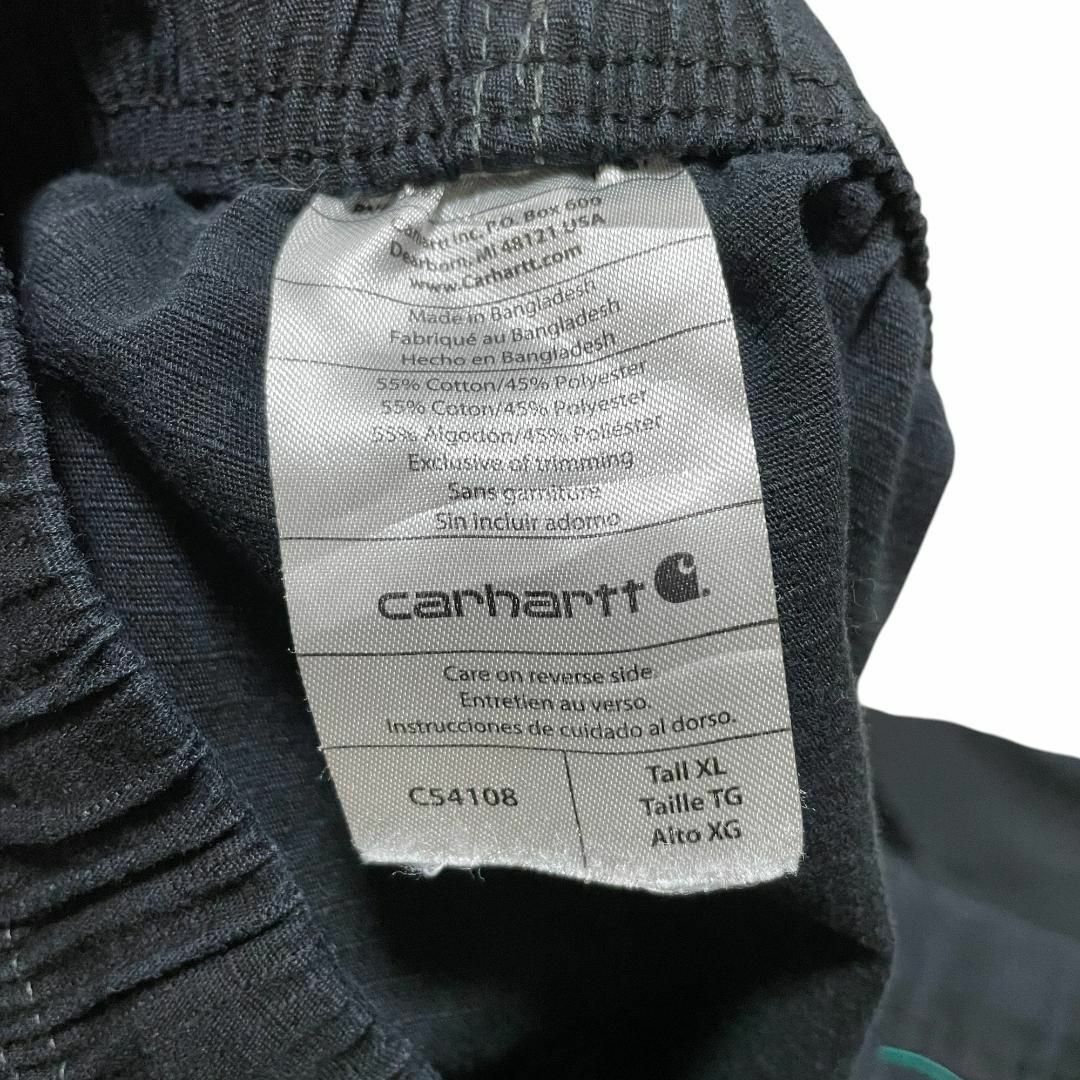 Carhartt Inc, P.O. Box 600
Dearborn, MI 48121 USA
www.Carhartt.com
Made in Bangladesh
Fabriqué au Bangladesh
Hecho en Bangladesh
55% Cotton/45% Polyester
55% Coton/45% Polyester
55% Algodón/45% Poliéster
Exclusive of trimming
Sans garniture
Sin incluir adorno
carhartt
Care on reverse side.
Entretien au verso.
Instrucciones de cuidado al dorso.
C54108
Tall XL
Taille TG
Alto XG